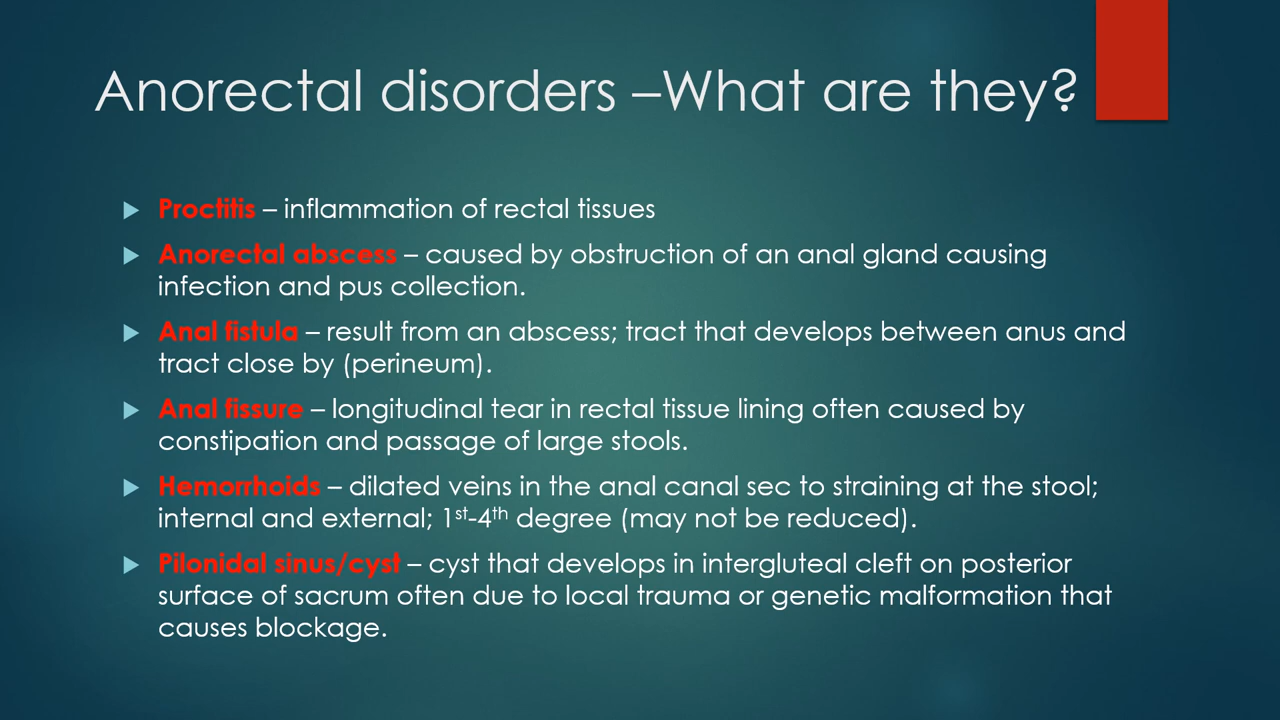 Anorectal disorders –What are they?
Proctitis – inflammation of rectal tissues
Anorectal abscess – caused by obstruction of an anal gland causing
infection and pus collection.
Anal fistula – result from an abscess; tract that develops between anus and
tract close by (perineum).
Anal fissure – longitudinal tear in rectal tissue lining often caused by
constipation and passage of large stools.
Hemorrhoids – dilated veins in the anal canal sec to straining at the stool;
internal and external; 1st-4th degree (may not be reduced).
Pilonidal sinus/cyst – cyst that develops in intergluteal cleft on posterior
surface of sacrum often due to local trauma or genetic malformation that
causes blockage.